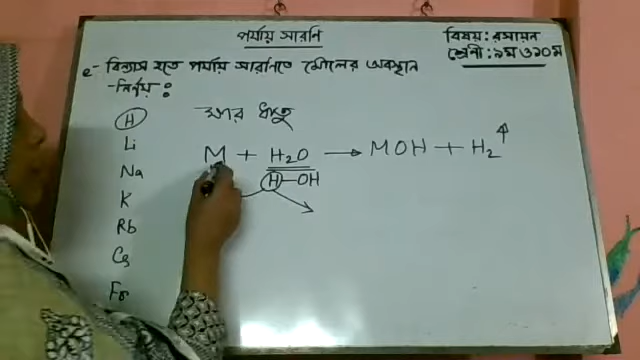 পর্যায় সারনি
বিষয়: রসায়ন
শ্রেনী: ৯ম ও ১০ম
e⁻ বিন্যাস হতে পর্যায় সারনিতে মৌলের অবস্থান
-নির্ণয়:
H
Li
Na
K
Rb
Cs
Fr
ক্ষার ধাতু
M + H₂O → MOH + H₂↑
H-OH